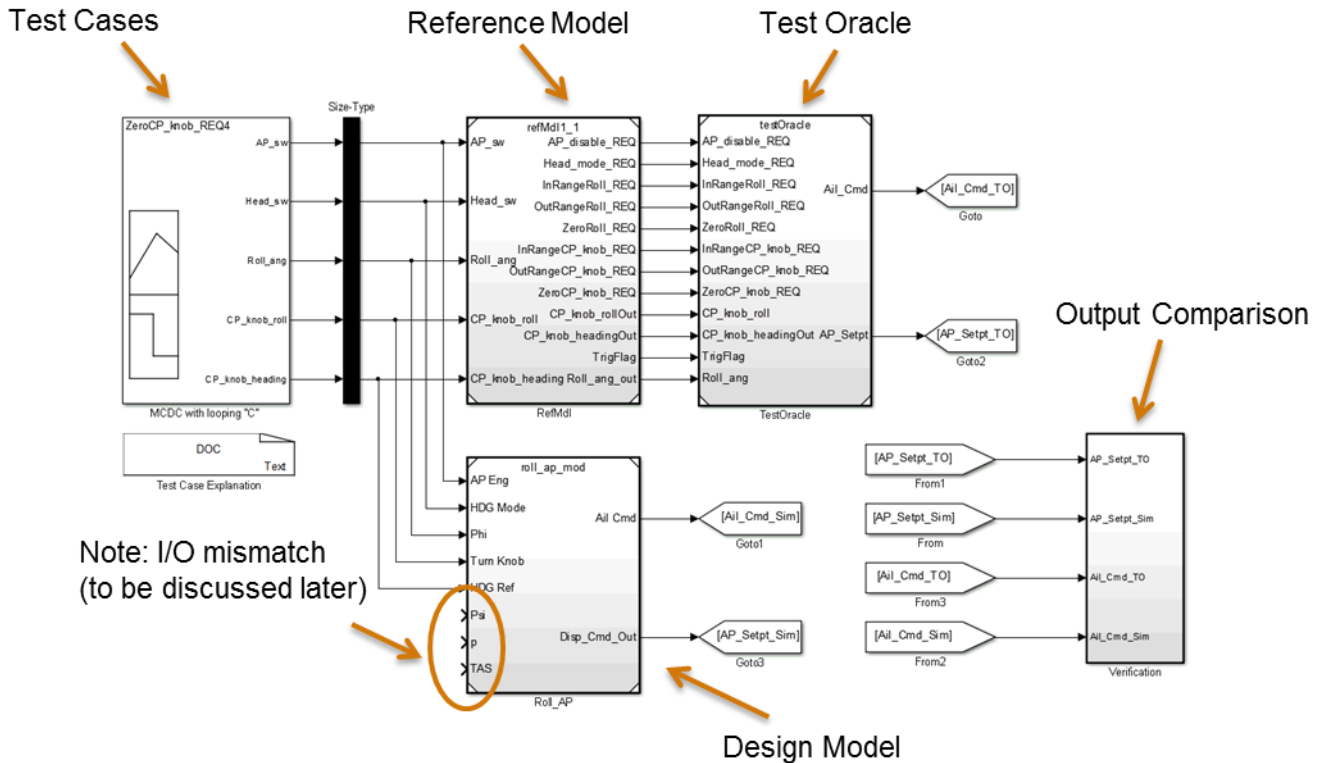 Test Cases
Reference Model
Test Oracle
Size-Type
ZeroCP_knob_REQ4
AP_sw
Head_sw
Roll_ang
CP_knob_roll
CP_knob_heading
MCDC with looping "C"
DOC
Text
Test Case Explanation
refMdl1_1
AP_sw
AP_disable_REQ
Head_mode_REQ
InRangeRoll_REQ
Head_sw
OutRangeRoll_REQ
ZeroRoll_REQ
InRangeCP_knob_REQ
Roll_ang
OutRangeCP_knob_REQ
ZeroCP_knob_REQ
CP_knob_roll
CP_knob_rollOut
CP_knob_headingOut
TrigFlag
CP_knob_heading
Roll_ang_out
RefMdl
testOracle
AP_disable_REQ
Head_mode_REQ
InRangeRoll_REQ
Ail_Cmd
OutRangeRoll_REQ
ZeroRoll_REQ
InRangeCP_knob_REQ
OutRangeCP_knob_REQ
ZeroCP_knob_REQ
CP_knob_roll
CP_knob_headingOut
AP_Setpt
TrigFlag
Roll_ang
TestOracle
[Ail_Cmd_TO]
Goto
[AP_Setpt_TO]
Goto2
Output Comparison
roll_ap_mod
AP Eng
HDG Mode
Ail Cmd
Phi
Turn Knob
HDG Ref
Psi
p
Disp_Cmd_Out
TAS
Roll_AP
Note: I/O mismatch
(to be discussed later)
[Ail_Cmd_Sim]
Goto1
[AP_Setpt_Sim]
Goto3
Design Model
[AP_Setpt_TO]
From1
[AP_Setpt_Sim]
From
[Ail_Cmd_TO]
From3
[Ail_Cmd_Sim]
From2
AP_Setpt_TO
AP_Setpt_Sim
Ail_Cmd_TO
Ail_Cmd_Sim
Verification